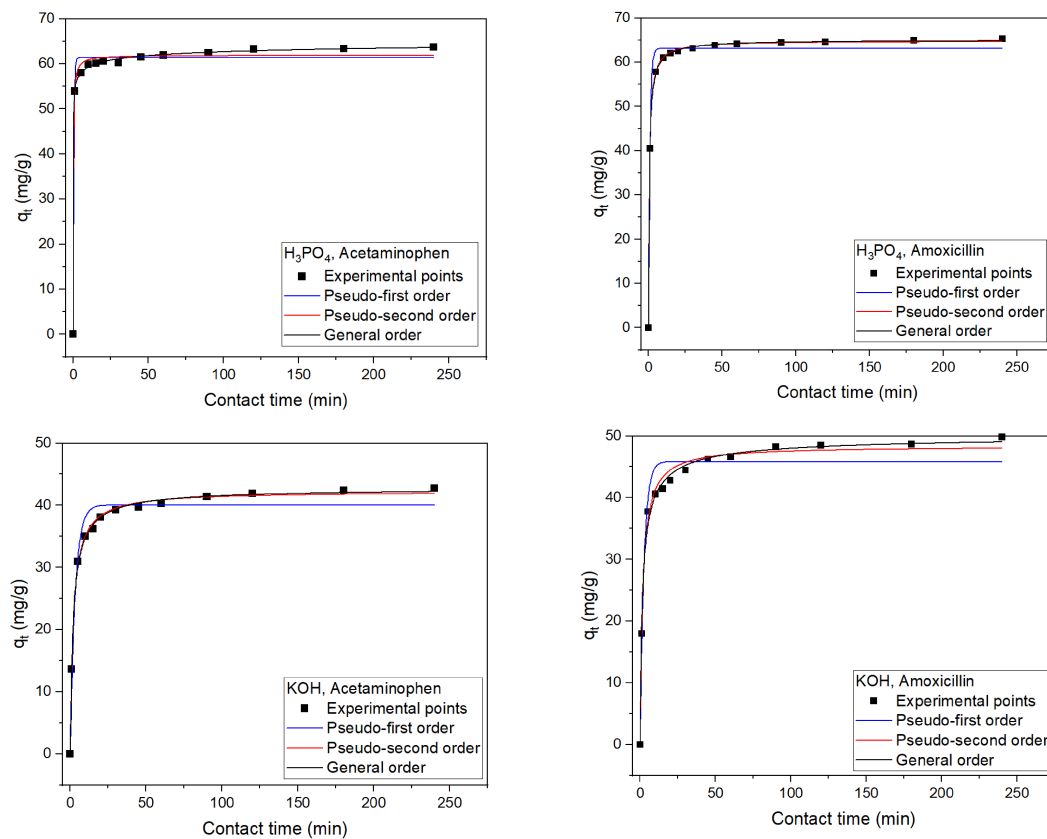 70
60
50
40
30
20
10
0
qt (mg/g)
H3PO4, Acetaminophen
Experimental points
Pseudo-first order
Pseudo-second order
General order
0 50 100 150 200 250
Contact time (min)
70
60
50
40
30
20
10
0
qt (mg/g)
H3PO4, Amoxicillin
Experimental points
Pseudo-first order
Pseudo-second order
General order
0 50 100 150 200 250
Contact time (min)
50
40
30
20
10
0
qt (mg/g)
KOH, Acetaminophen
Experimental points
Pseudo-first order
Pseudo-second order
General order
0 50 100 150 200 250
Contact time (min)
50
40
30
20
10
0
qt (mg/g)
KOH, Amoxicillin
Experimental points
Pseudo-first order
Pseudo-second order
General order
0 50 100 150 200 250
Contact time (min)